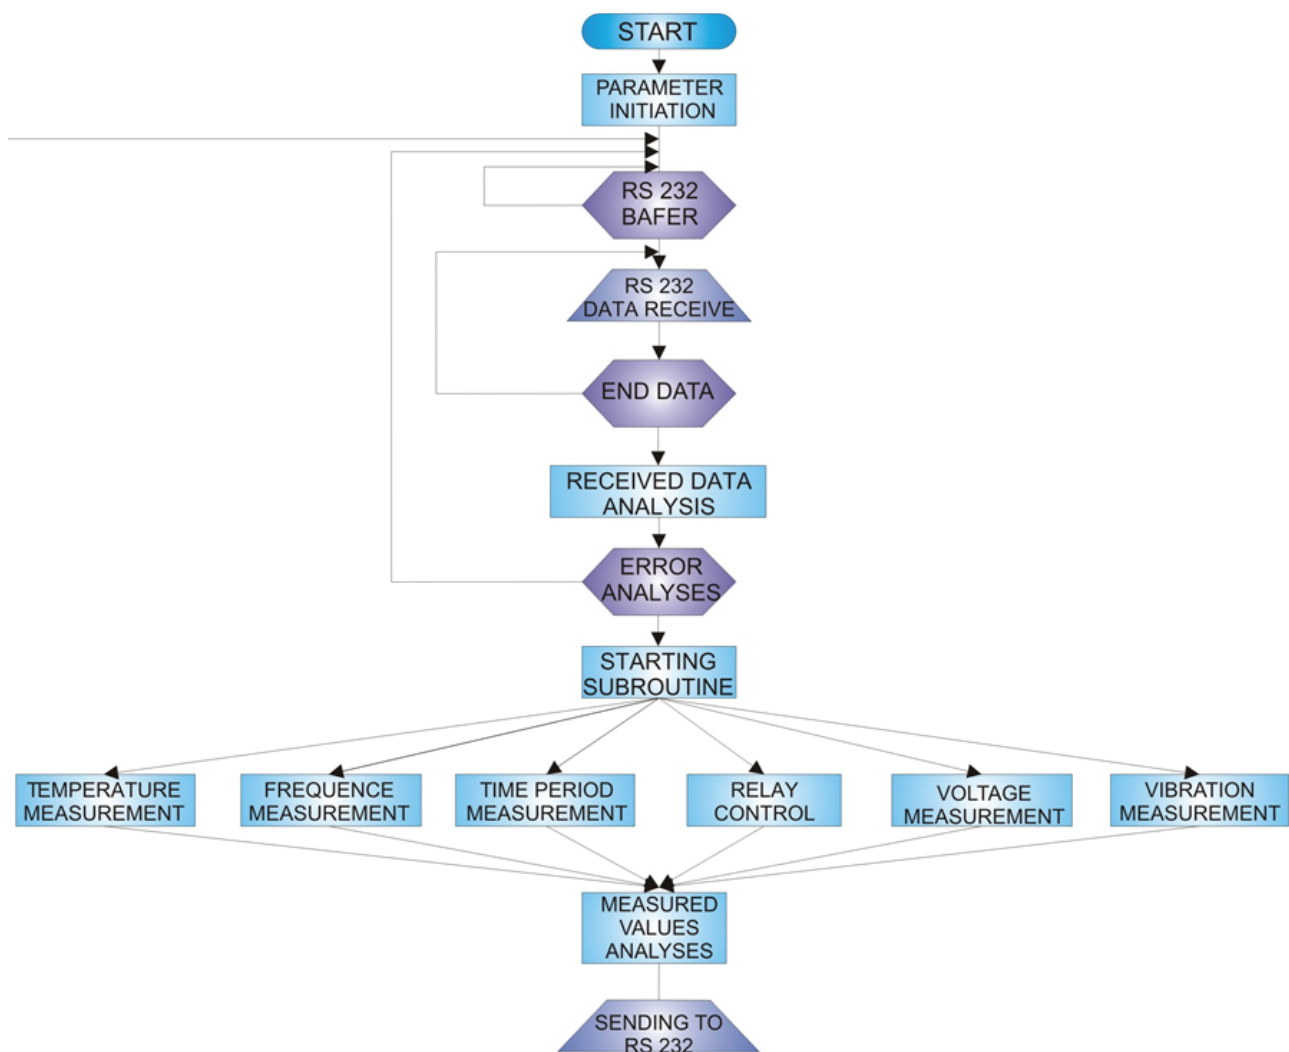 START
PARAMETER
INITIATION
RS 232
BAFER
RS 232
DATA RECEIVE
END DATA
RECEIVED DATA
ANALYSIS
ERROR
ANALYSES
STARTING
SUBROUTINE
TEMPERATURE
MEASUREMENT
FREQUENCE
MEASUREMENT
TIME PERIOD
MEASUREMENT
RELAY
CONTROL
VOLTAGE
MEASUREMENT
VIBRATION
MEASUREMENT
MEASURED
VALUES
ANALYSES
SENDING TO
RS 232